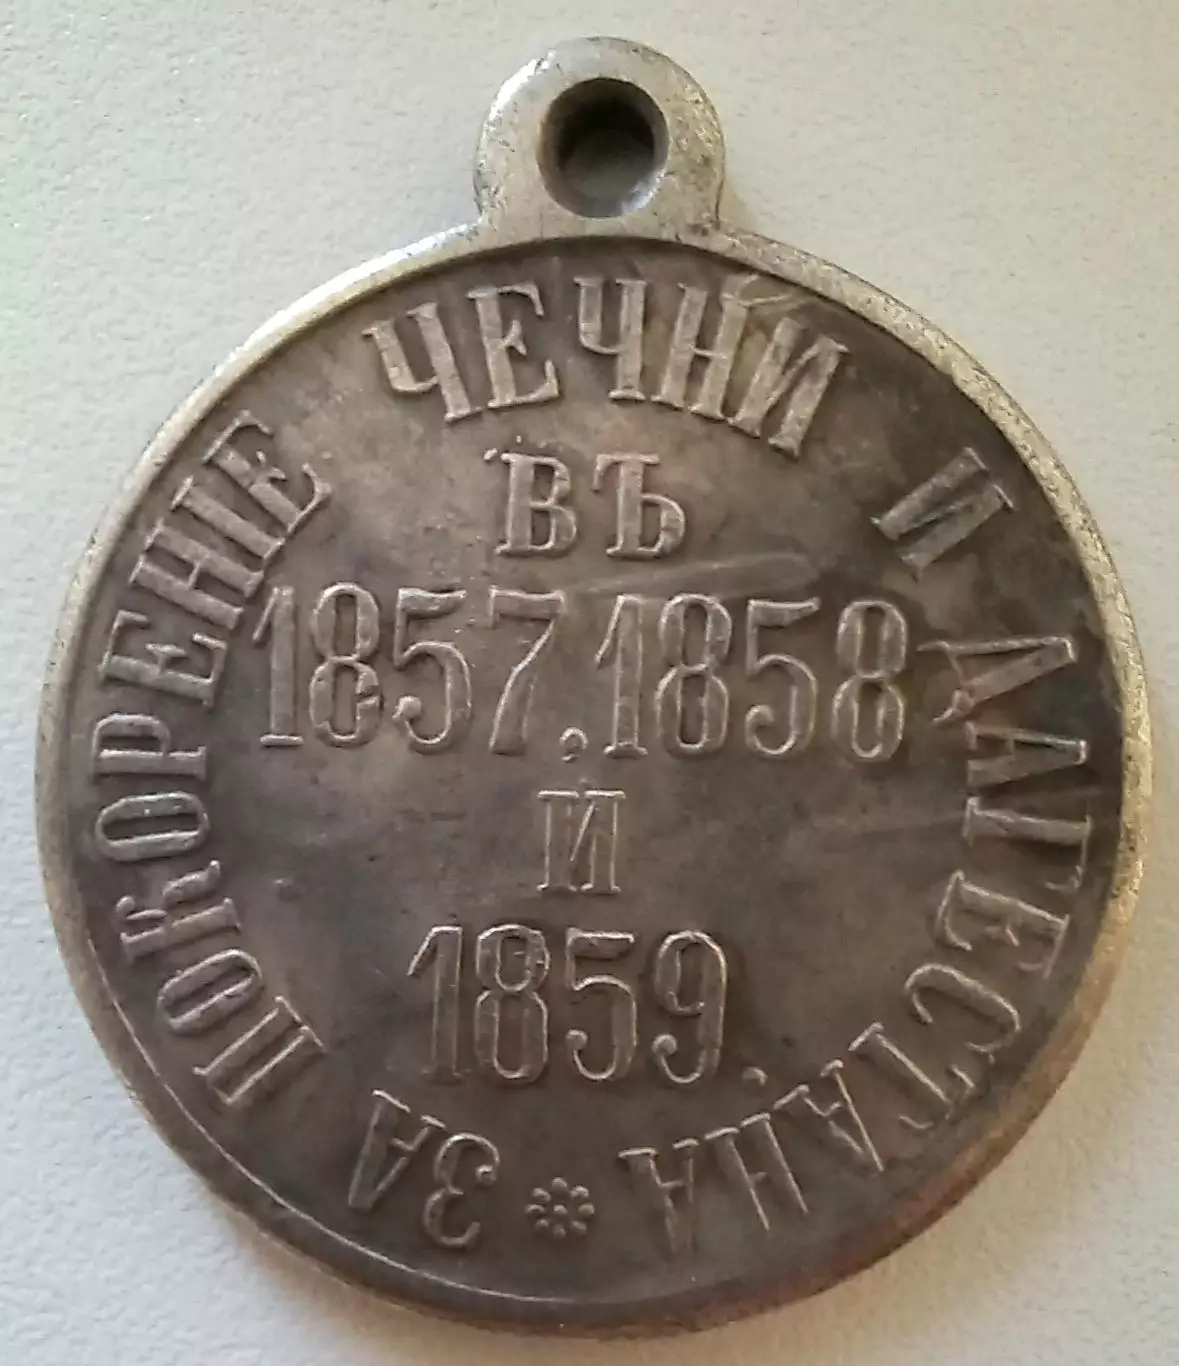 ЗА ПОКОРЕНІЕ ЧЕЧНИ И ДАГЕСТАНА
ВЪ
1857,1858
И
1859.